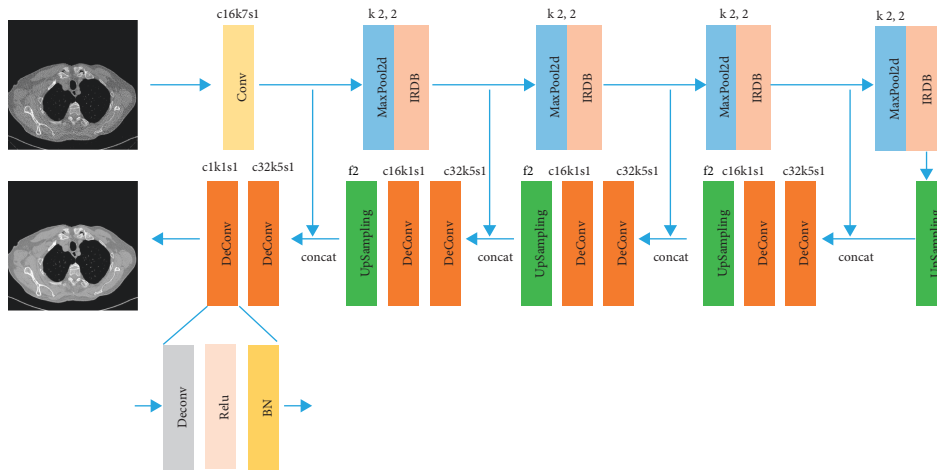 c16k7s1
k 2, 2
k 2, 2
k 2, 2
k 2, 2
Conv
MaxPool2d
IRDB
MaxPool2d
IRDB
MaxPool2d
IRDB
MaxPool2d
IRDB
c1k1s1
c32k5s1
f2
c16k1s1
c32k5s1
f2
c16k1s1
c32k5s1
f2
c16k1s1
c32k5s1
DeConv
DeConv
concat
UpSampling
DeConv
DeConv
concat
UpSampling
DeConv
DeConv
concat
UpSampling
DeConv
DeConv
concat
UpSampling
Deconv
Relu
BN